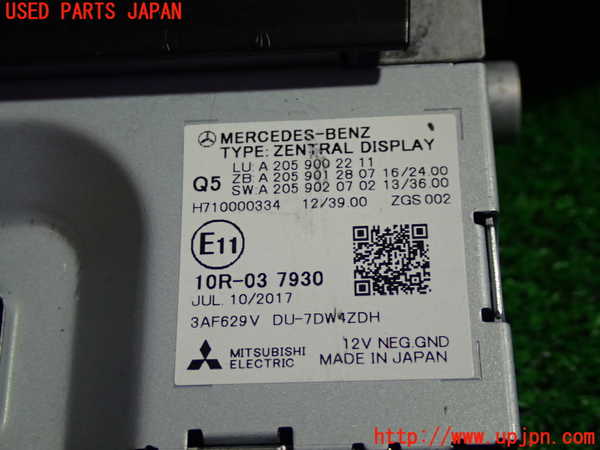 USED PARTS JAPAN
MERCEDES-BENZ
TYPE: ZENTRAL DISPLAY
LU: A 205 900 22 11
Q5 ZB: A 205 901 28 07 16/24.00
SW: A 205 902 07 02 13/36.00
H710000334 12/39.00 ZGS 002
E11
10R-03 7930
JUL. 10/2017
3AF629V DU-7DW4ZDH
12V NEG.GND
MITSUBISHI
ELECTRIC
MADE IN JAPAN
http://www.upjpn.com/